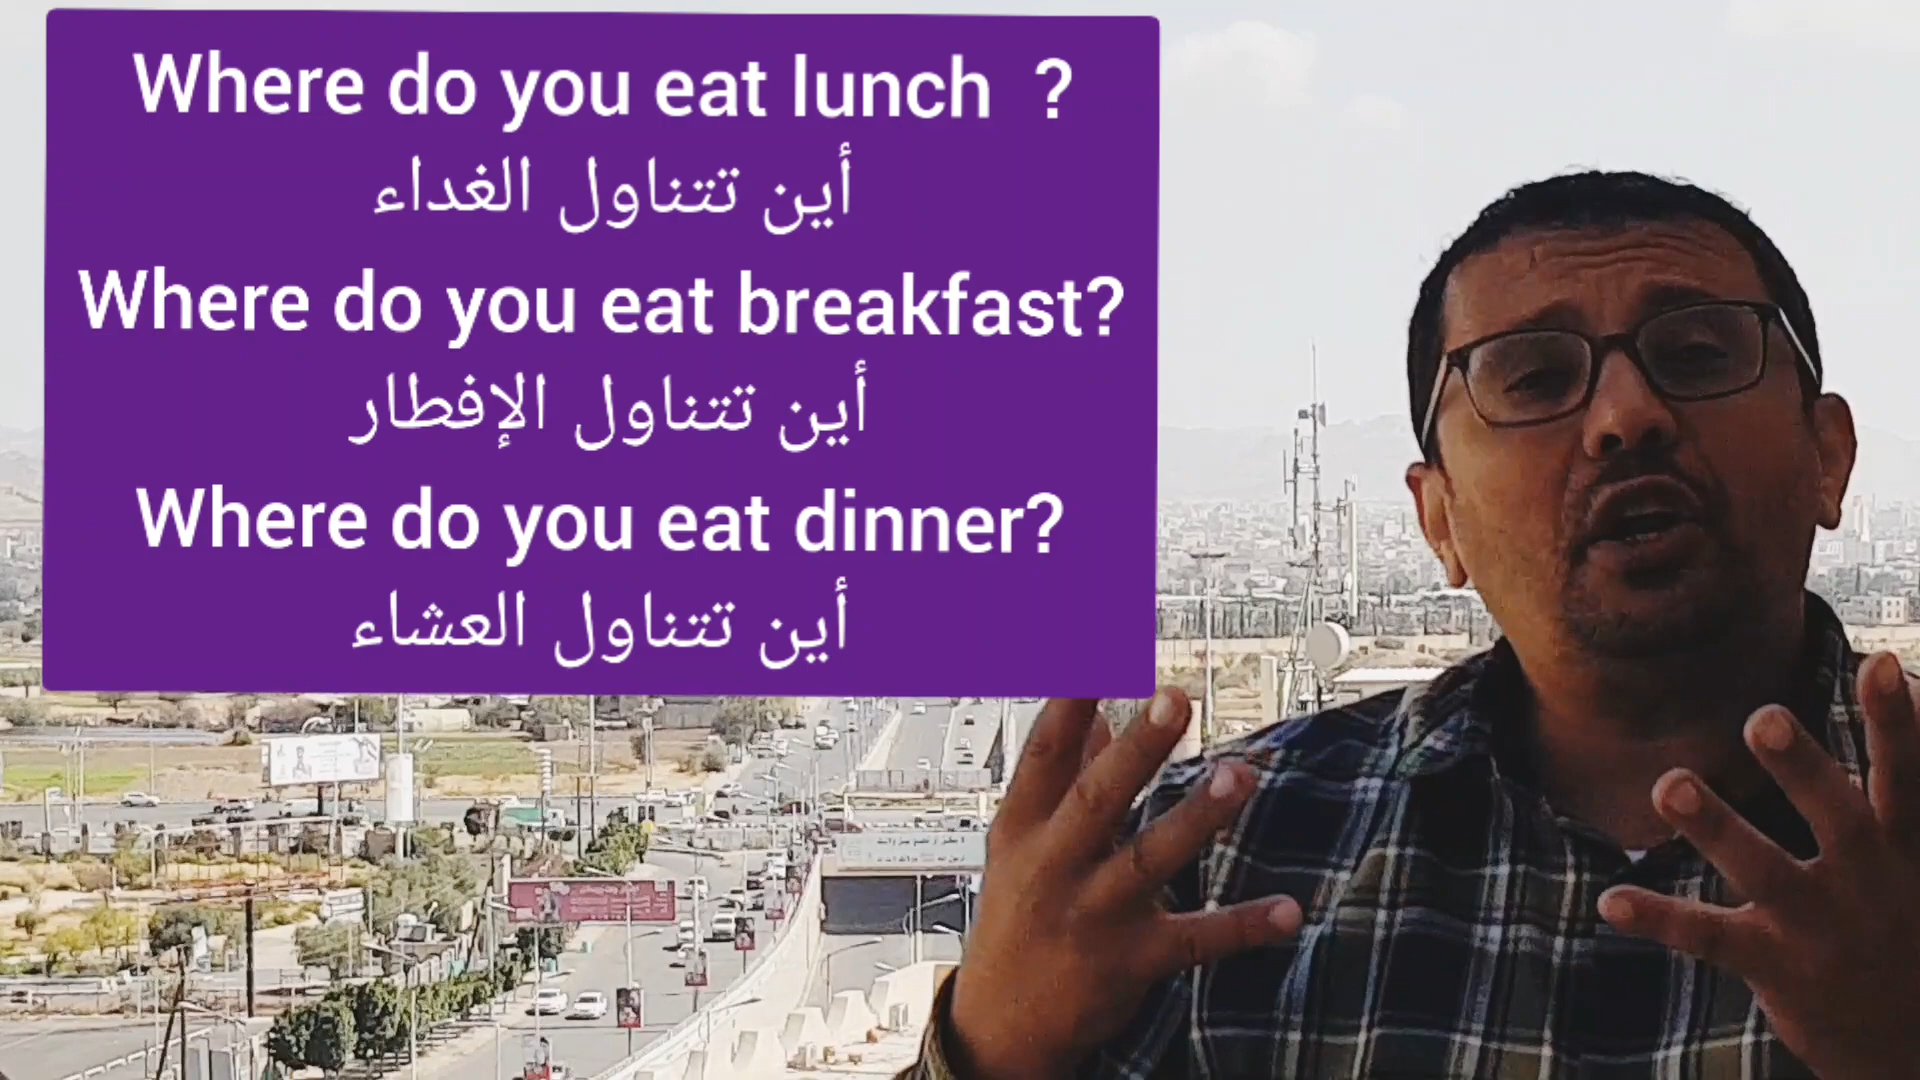 Where do you eat lunch ?
أين تتناول الغداء
Where do you eat breakfast?
أين تتناول الإفطار
Where do you eat dinner?
أين تتناول العشاء